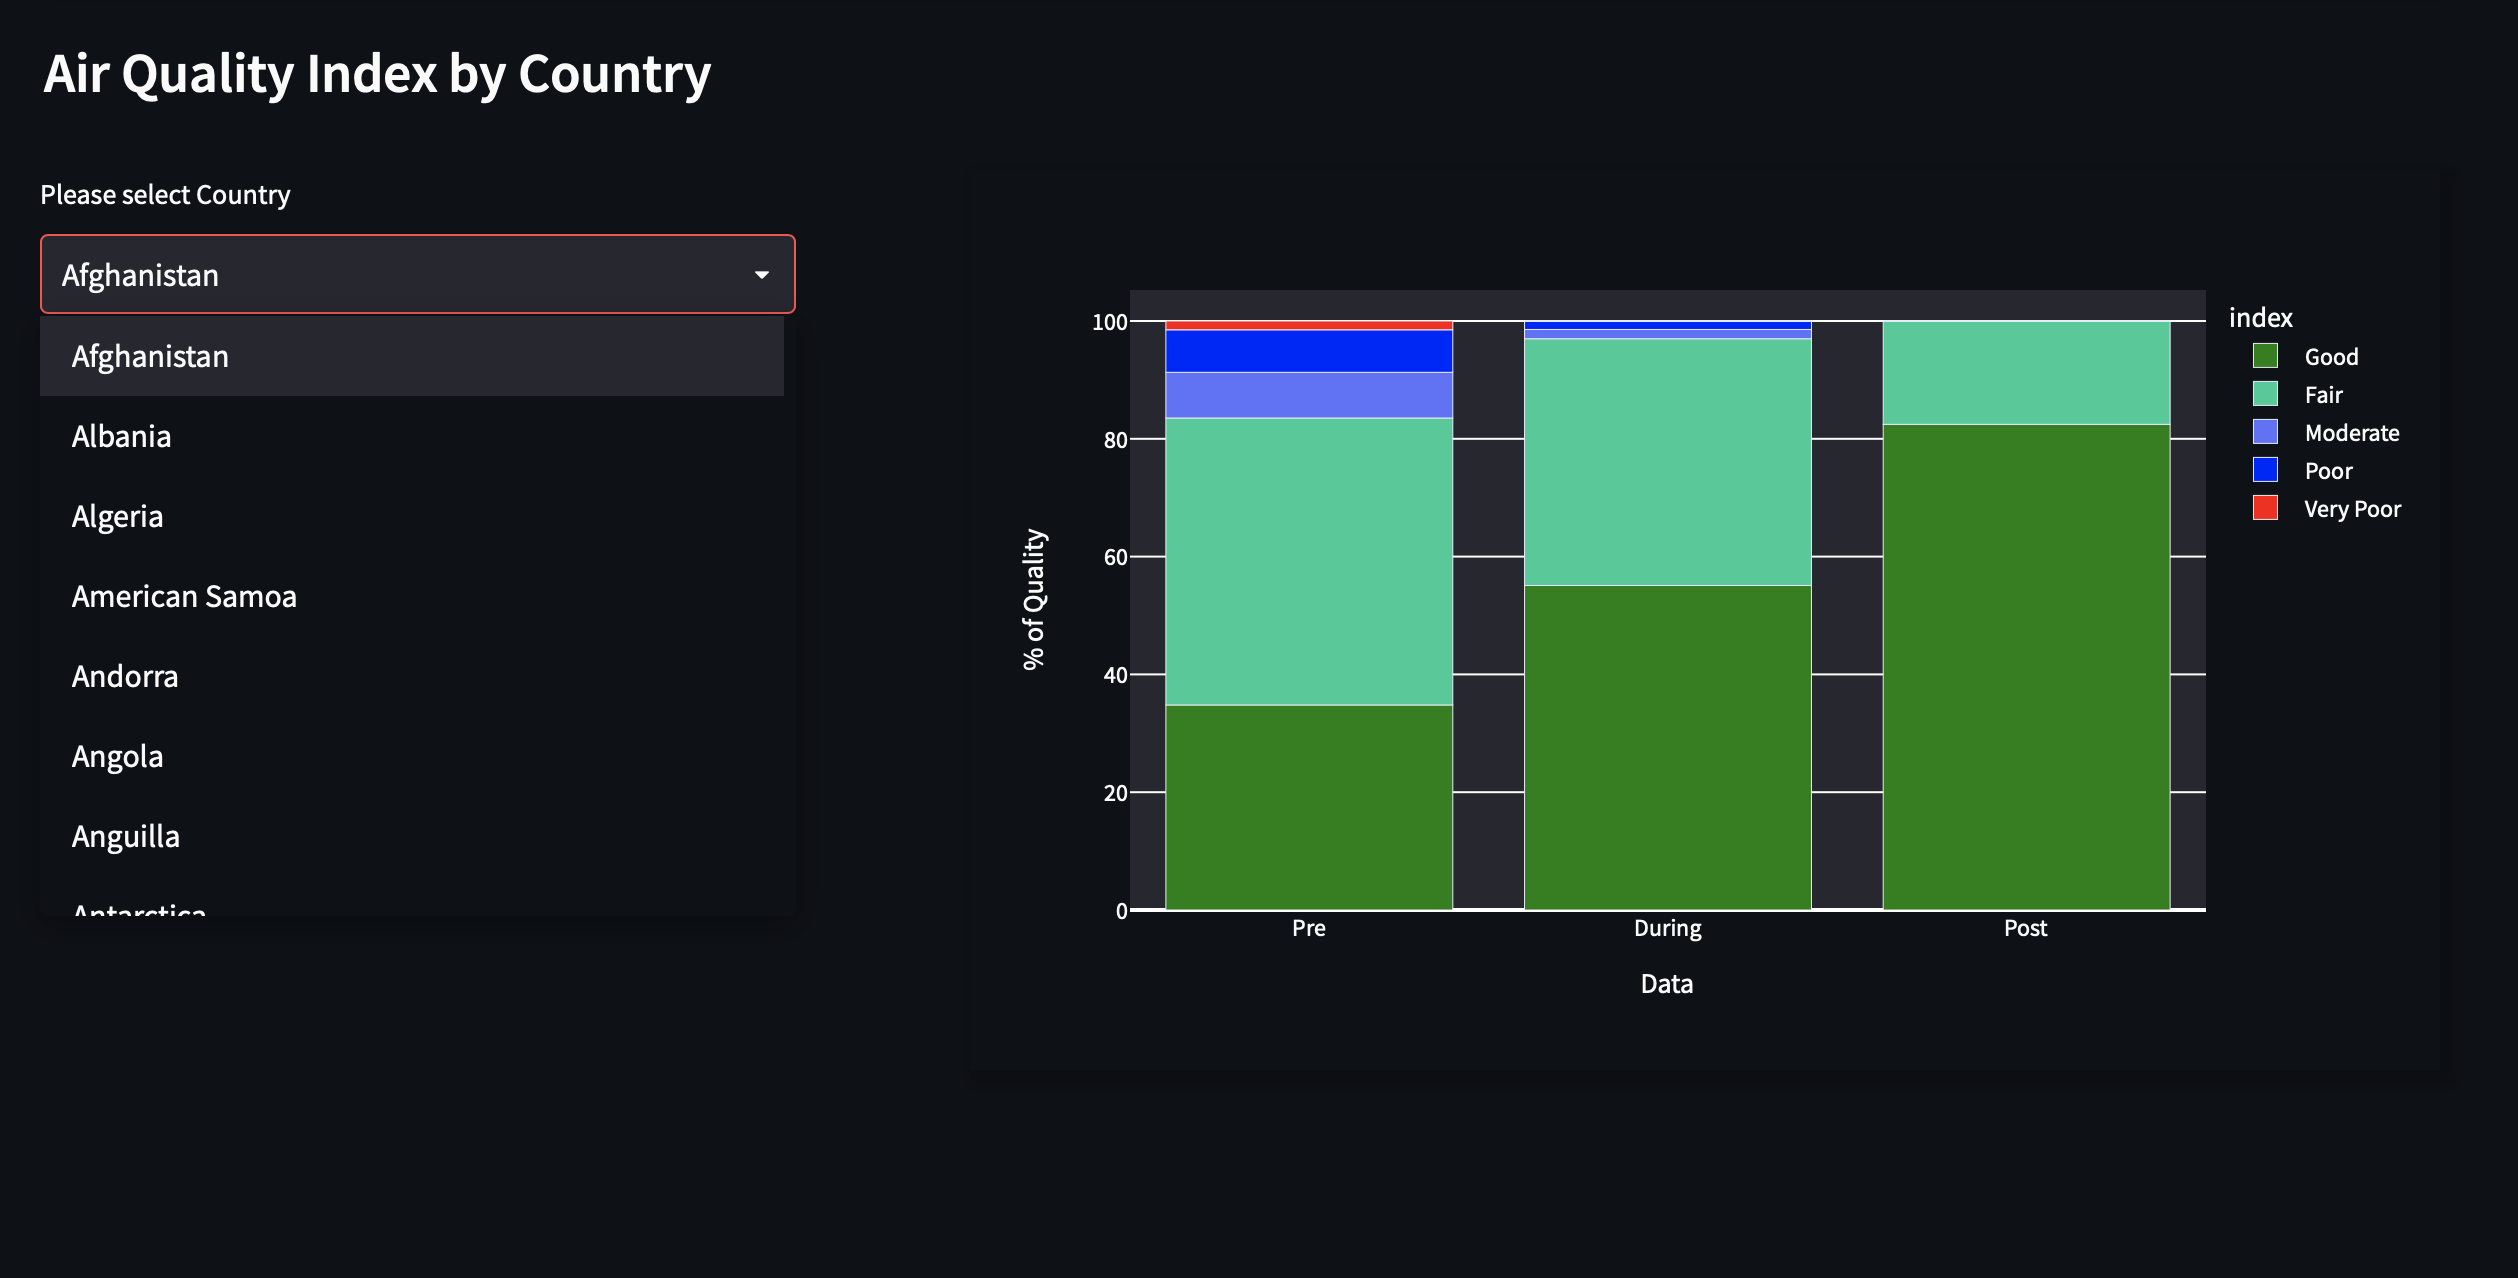 Air Quality Index by Country
Please select Country
Afghanistan
Afghanistan
Albania
Algeria
American Samoa
Andorra
Angola
Anguilla
Antarctica
% of Quality
100
80
60
40
20
0
Pre During Post
Data
index
Good
Fair
Moderate
Poor
Very Poor